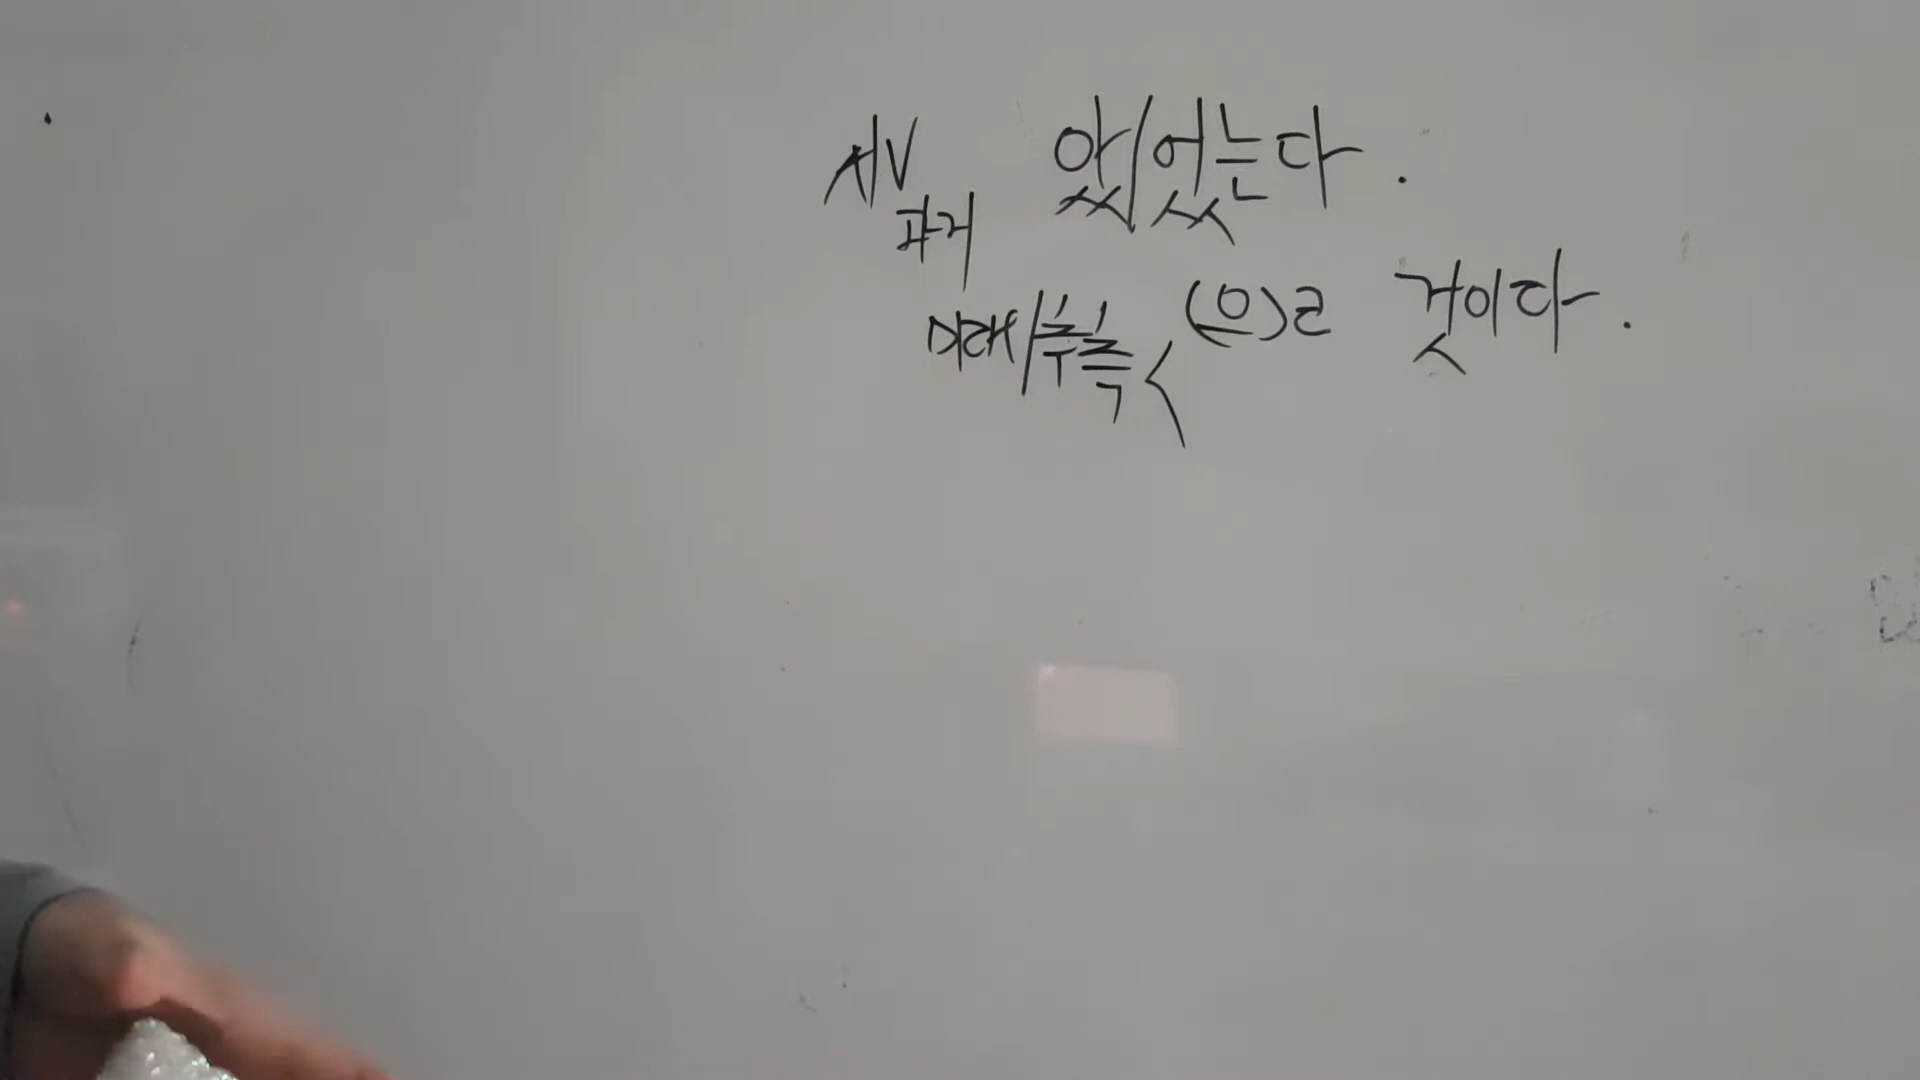 A/V 았/었는다.
과거
미래/추측 < (으)ㄹ 것이다.